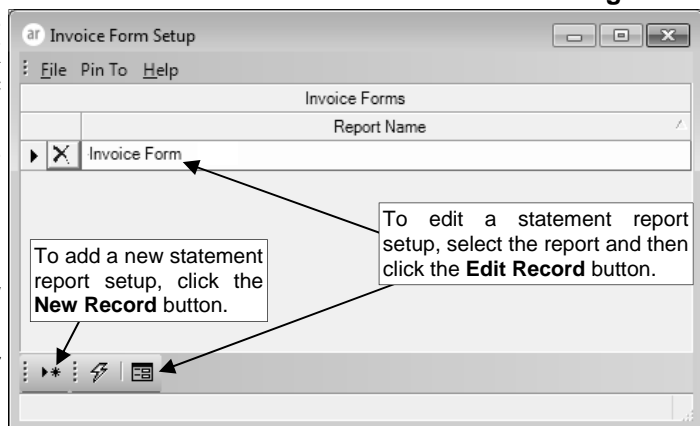 ar Invoice Form Setup
File Pin To Help
Invoice Forms
Report Name
Invoice Form
To edit a statement report
setup, select the report and then
click the Edit Record button.
To add a new statement
report setup, click the
New Record button.